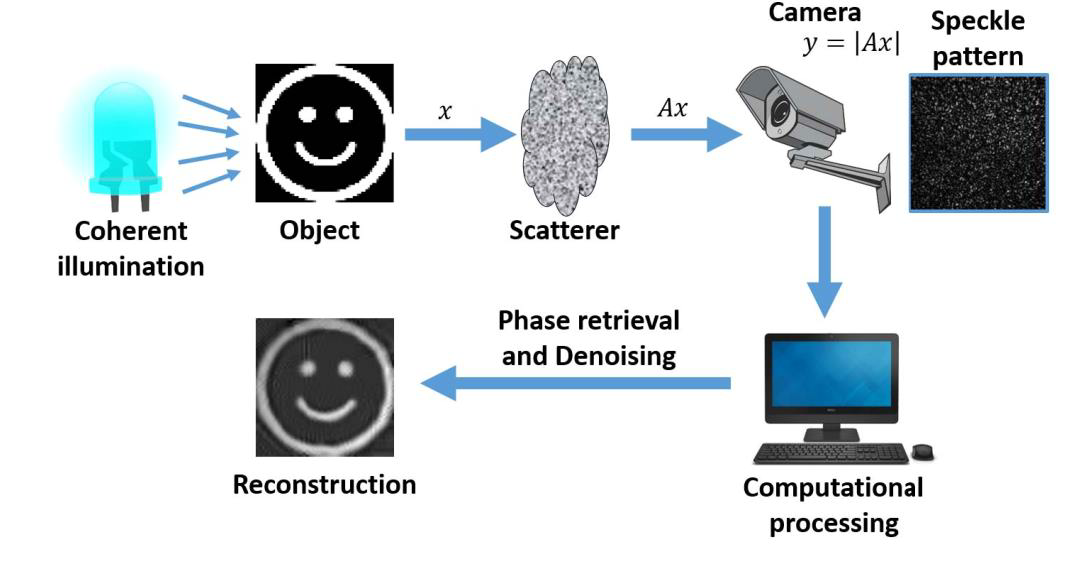 Camera
y = |Ax|
Speckle
pattern
x
Ax
Coherent
illumination
Object
Scatterer
Phase retrieval
and Denoising
Reconstruction
Computational
processing